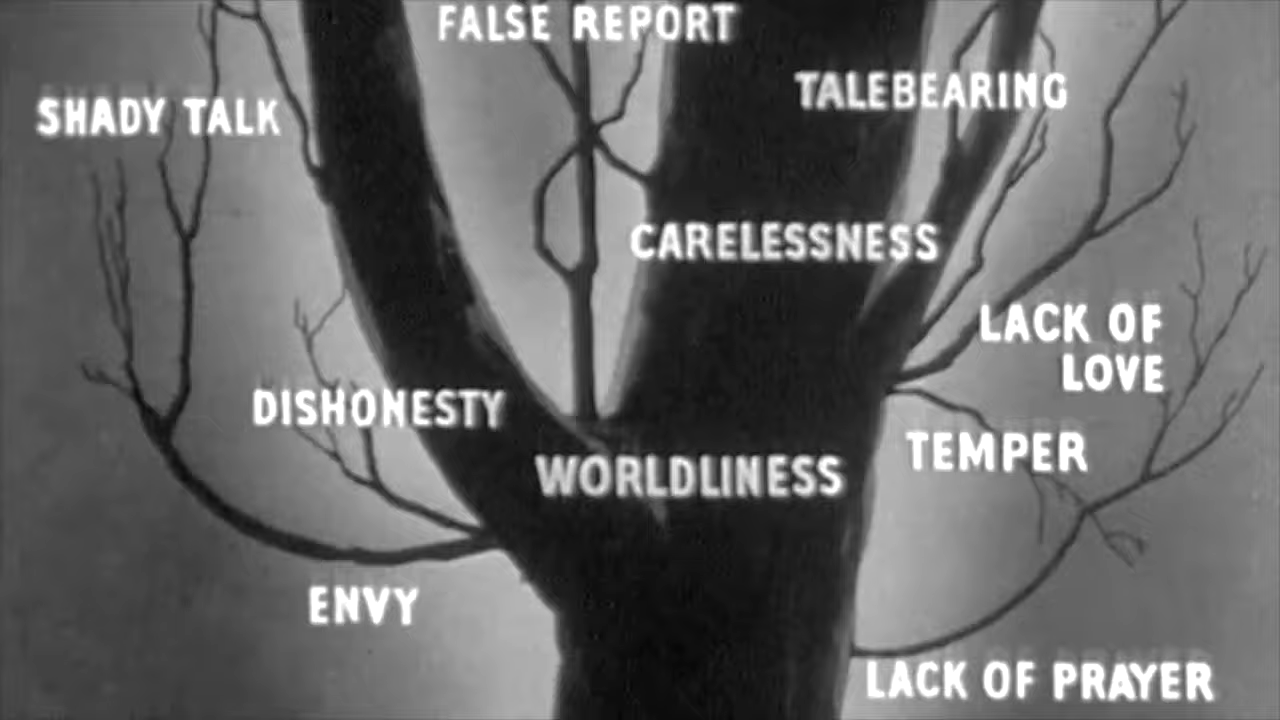 FALSE REPORT
TALEBEARING
SHADY TALK
CARELESSNESS
LACK OF
LOVE
DISHONESTY
TEMPER
WORLDLINESS
ENVY
LACK OF PRAYER